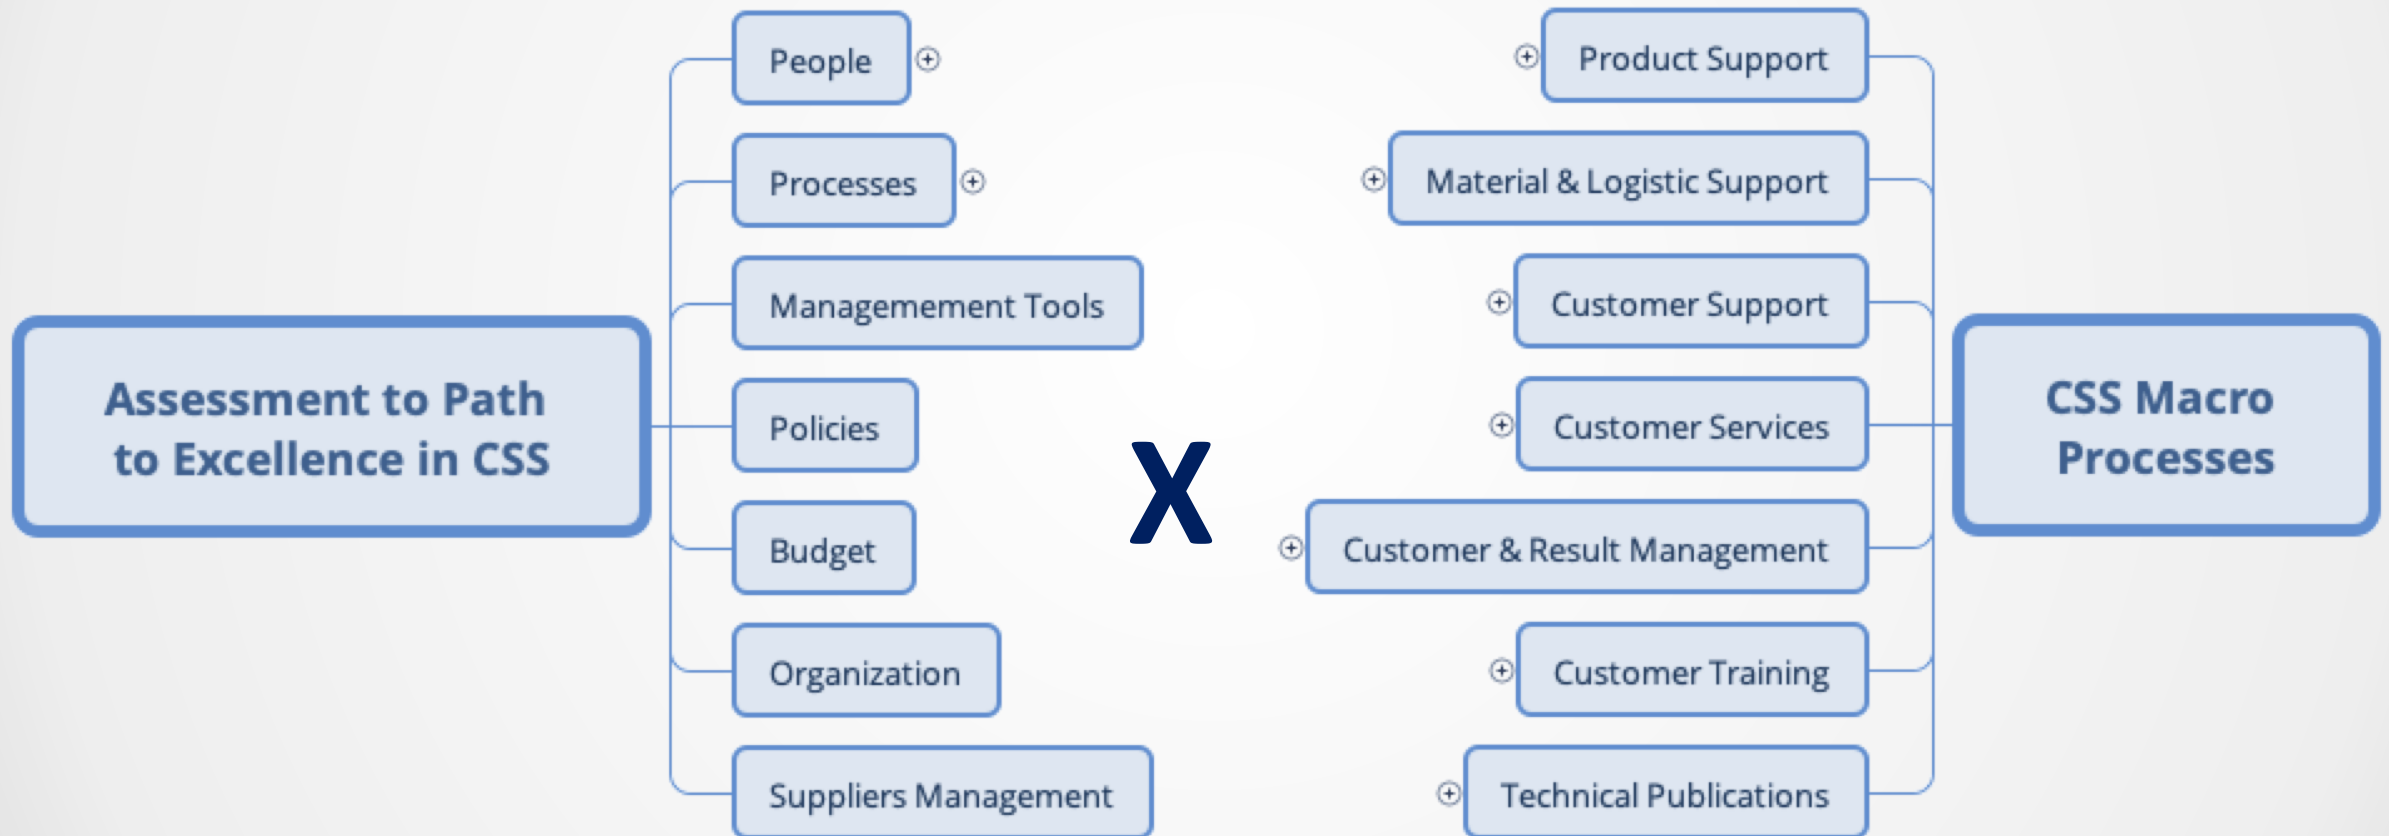 Assessment to Path
to Excellence in CSS
People
Processes
Managemement Tools
Policies
Budget
Organization
Suppliers Management
X
Product Support
Material & Logistic Support
Customer Support
Customer Services
Customer & Result Management
Customer Training
Technical Publications
CSS Macro
Processes